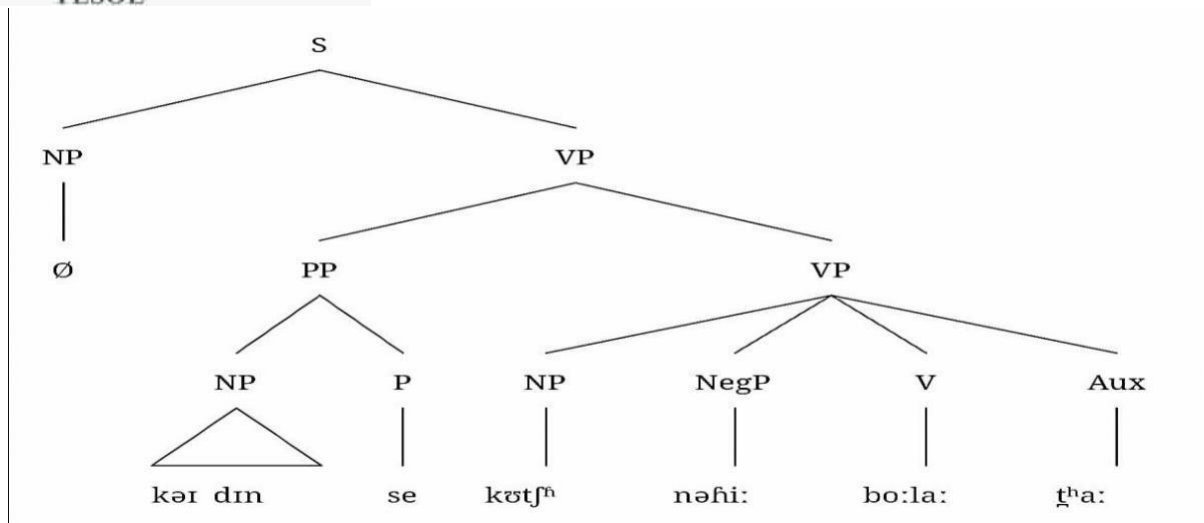 TESOL
S
NP VP
Ø PP VP
NP P NP NegP V Aux
kəɪ dɪn se kʊtʃʱ nəɦiː boːlaː t̪ʰaː